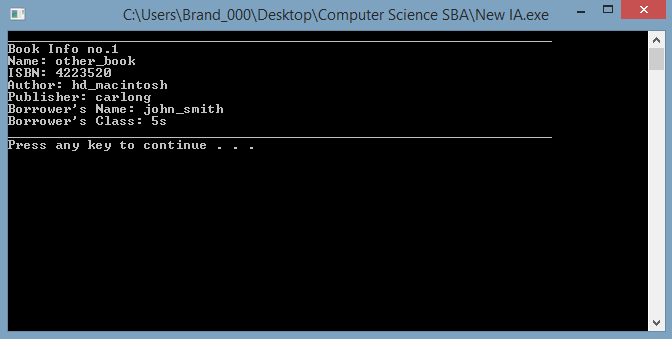 C:\Users\Brand_000\Desktop\Computer Science SBA\New IA.exe
Book Info no.1
Name: other_book
ISBN: 4223520
Author: hd_macintosh
Publisher: carlong
Borrower's Name: john_smith
Borrower's Class: 5s
Press any key to continue . . .